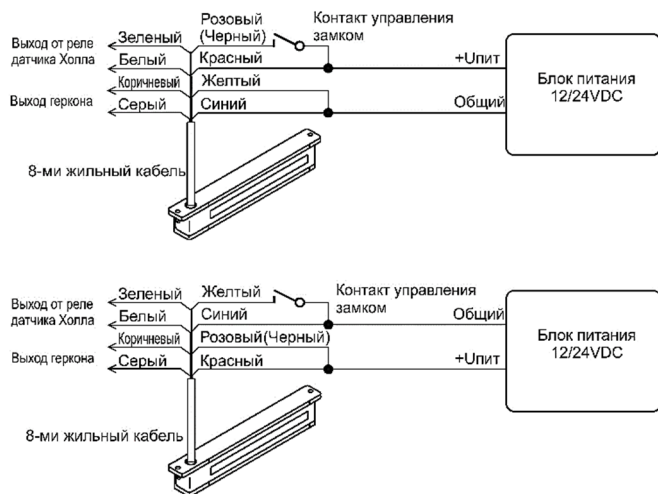 Выход от реле
датчика Холла
Зеленый
Белый
Коричневый
Выход геркона
Серый
Розовый
(Черный)
Красный
Желтый
Синий
Контакт управления
замком
+Uпит
Общий
Блок питания
12/24VDC
8-ми жильный кабель
Выход от реле
датчика Холла
Зеленый
Белый
Коричневый
Выход геркона
Серый
Желтый
Синий
Розовый(Черный)
Красный
Контакт управления
замком
Общий
+Uпит
Блок питания
12/24VDC
8-ми жильный кабель